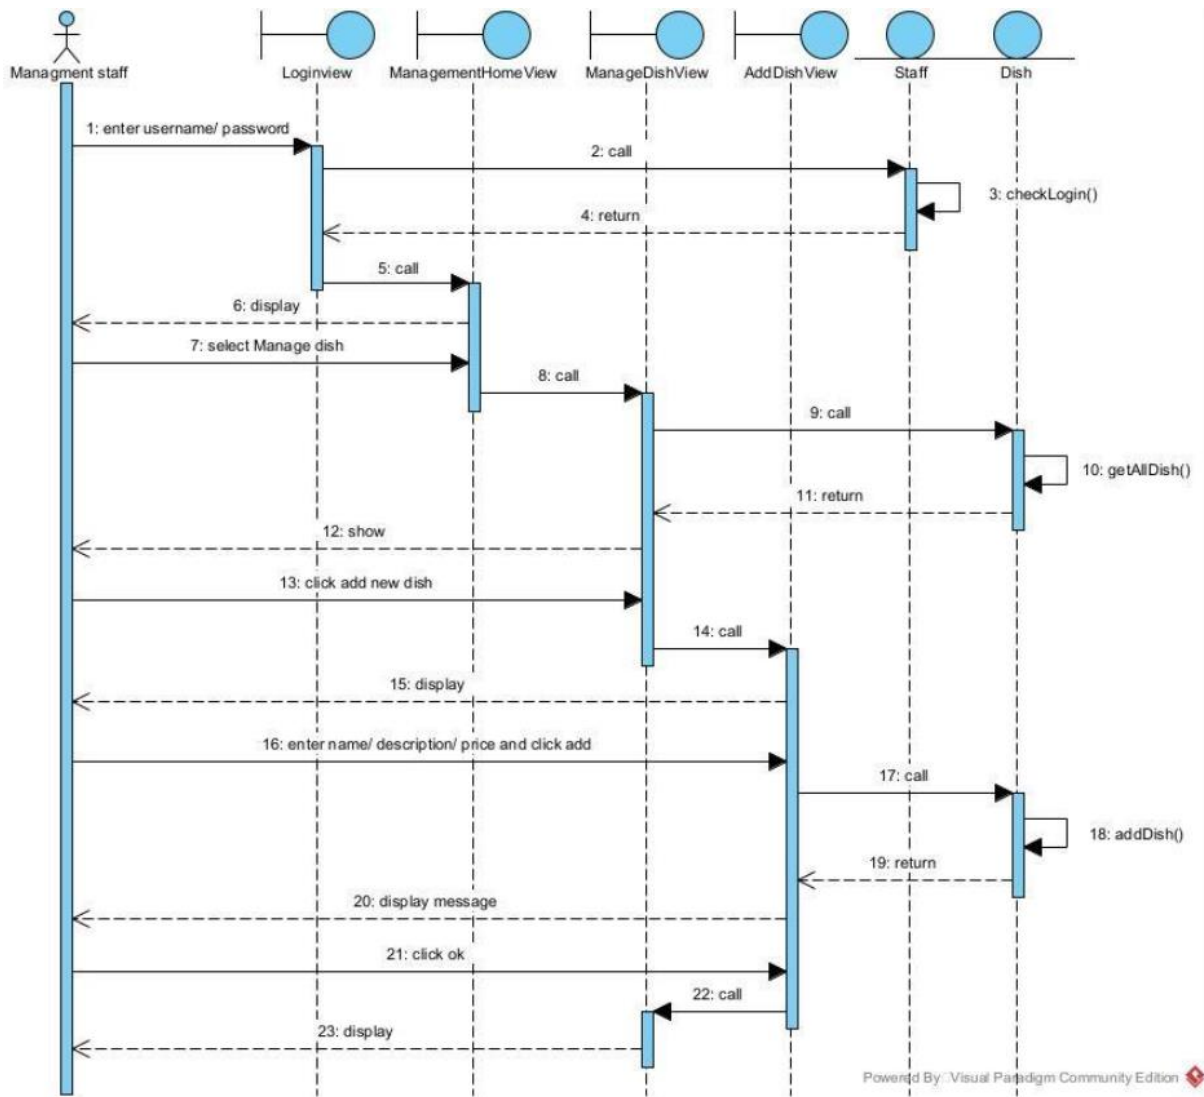 Managment staff
Loginview
ManagementHomeView
ManageDishView
AddDishView
Staff
Dish
1: enter username/ password
2: call
3: checkLogin()
4: return
5: call
6: display
7: select Manage dish
8: call
9: call
10: getAllDish()
11: return
12: show
13: click add new dish
14: call
15: display
16: enter name/ description/ price and click add
17: call
18: addDish()
19: return
20: display message
21: click ok
22: call
23: display
Powered By Visual Paradigm Community Edition